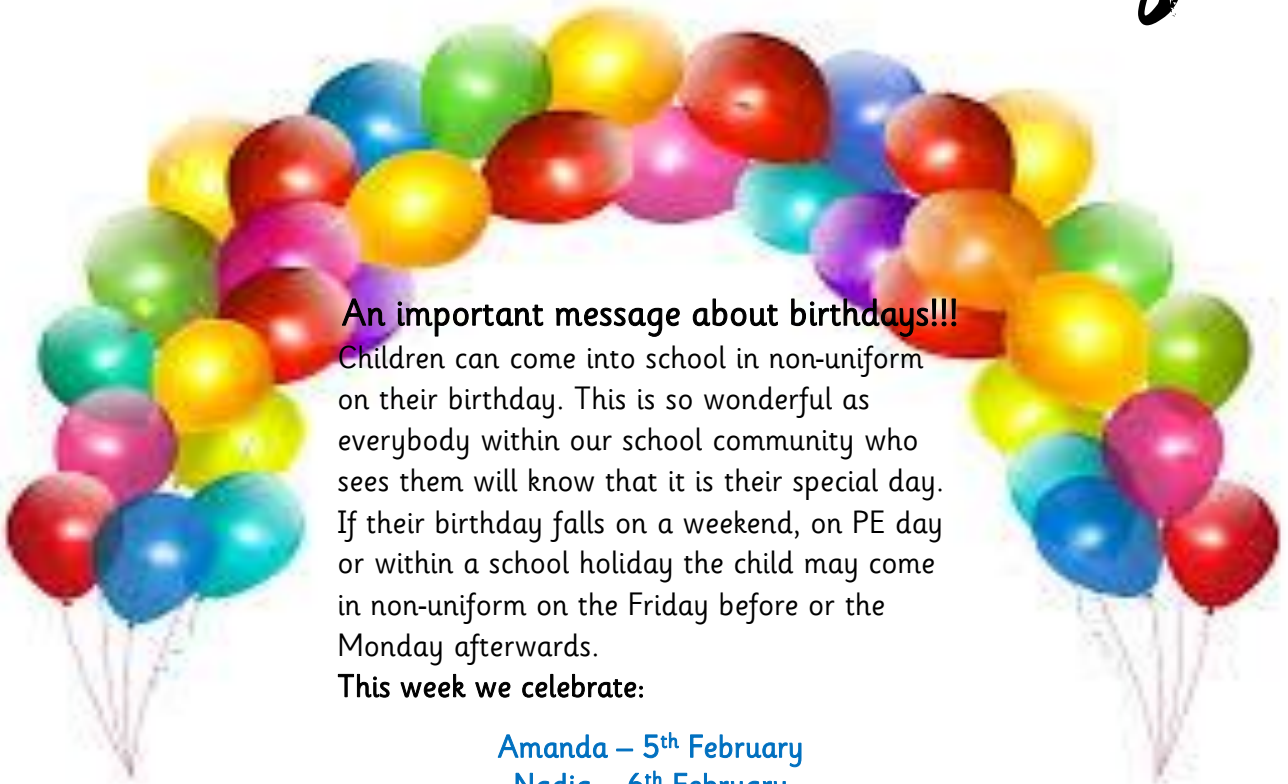 An important message about birthdays!!!
Children can come into school in non-uniform
on their birthday. This is so wonderful as
everybody within our school community who
sees them will know that it is their special day.
If their birthday falls on a weekend, on PE day
or within a school holiday the child may come
in non-uniform on the Friday before or the
Monday afterwards.
This week we celebrate:
Amanda – 5th February
Nadia – 6th February